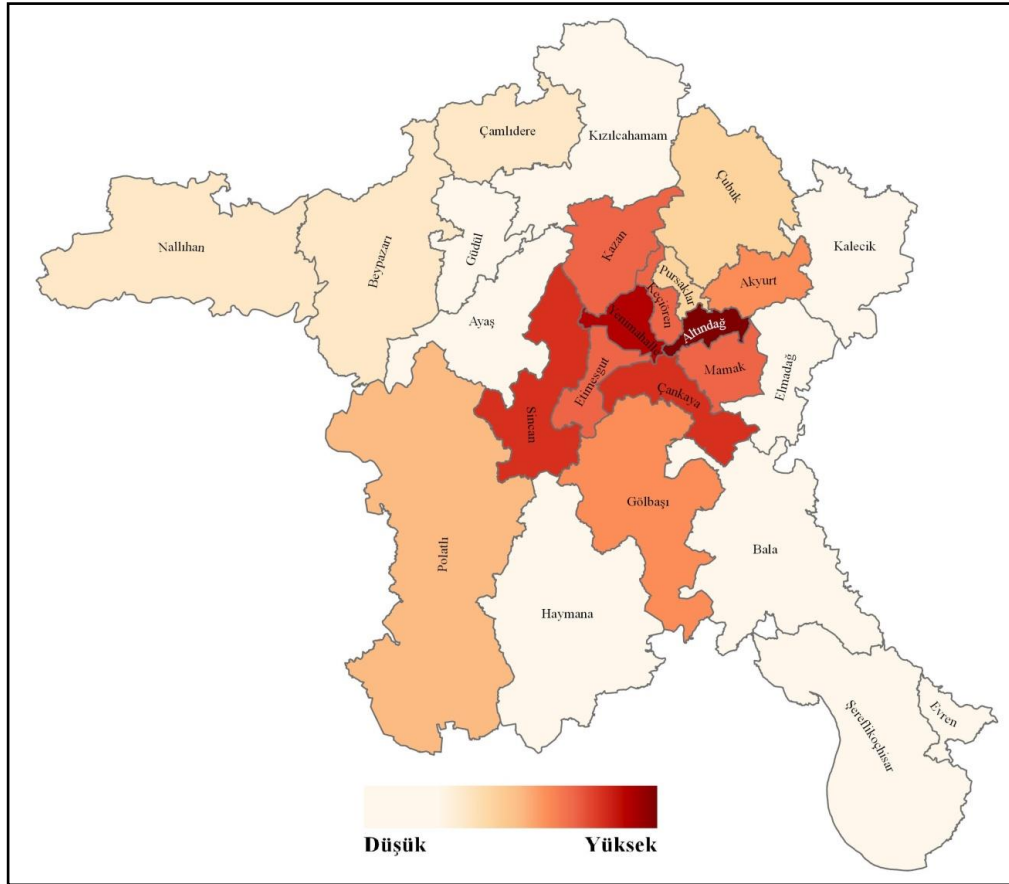 Çamlıdere
Kızılcahamam
Çubuk
Nallıhan
Beypazarı
Güdül
Kazan
Kalecik
Pursaklar
Akyurt
Ayaş
Keçiören
Yenimahalle
Altındağ
Mamak
Elmadağ
Etimesgut
Çankaya
Sincan
Gölbaşı
Polatlı
Bala
Haymana
Evren
Şereflikoçhisar
Düşük
Yüksek